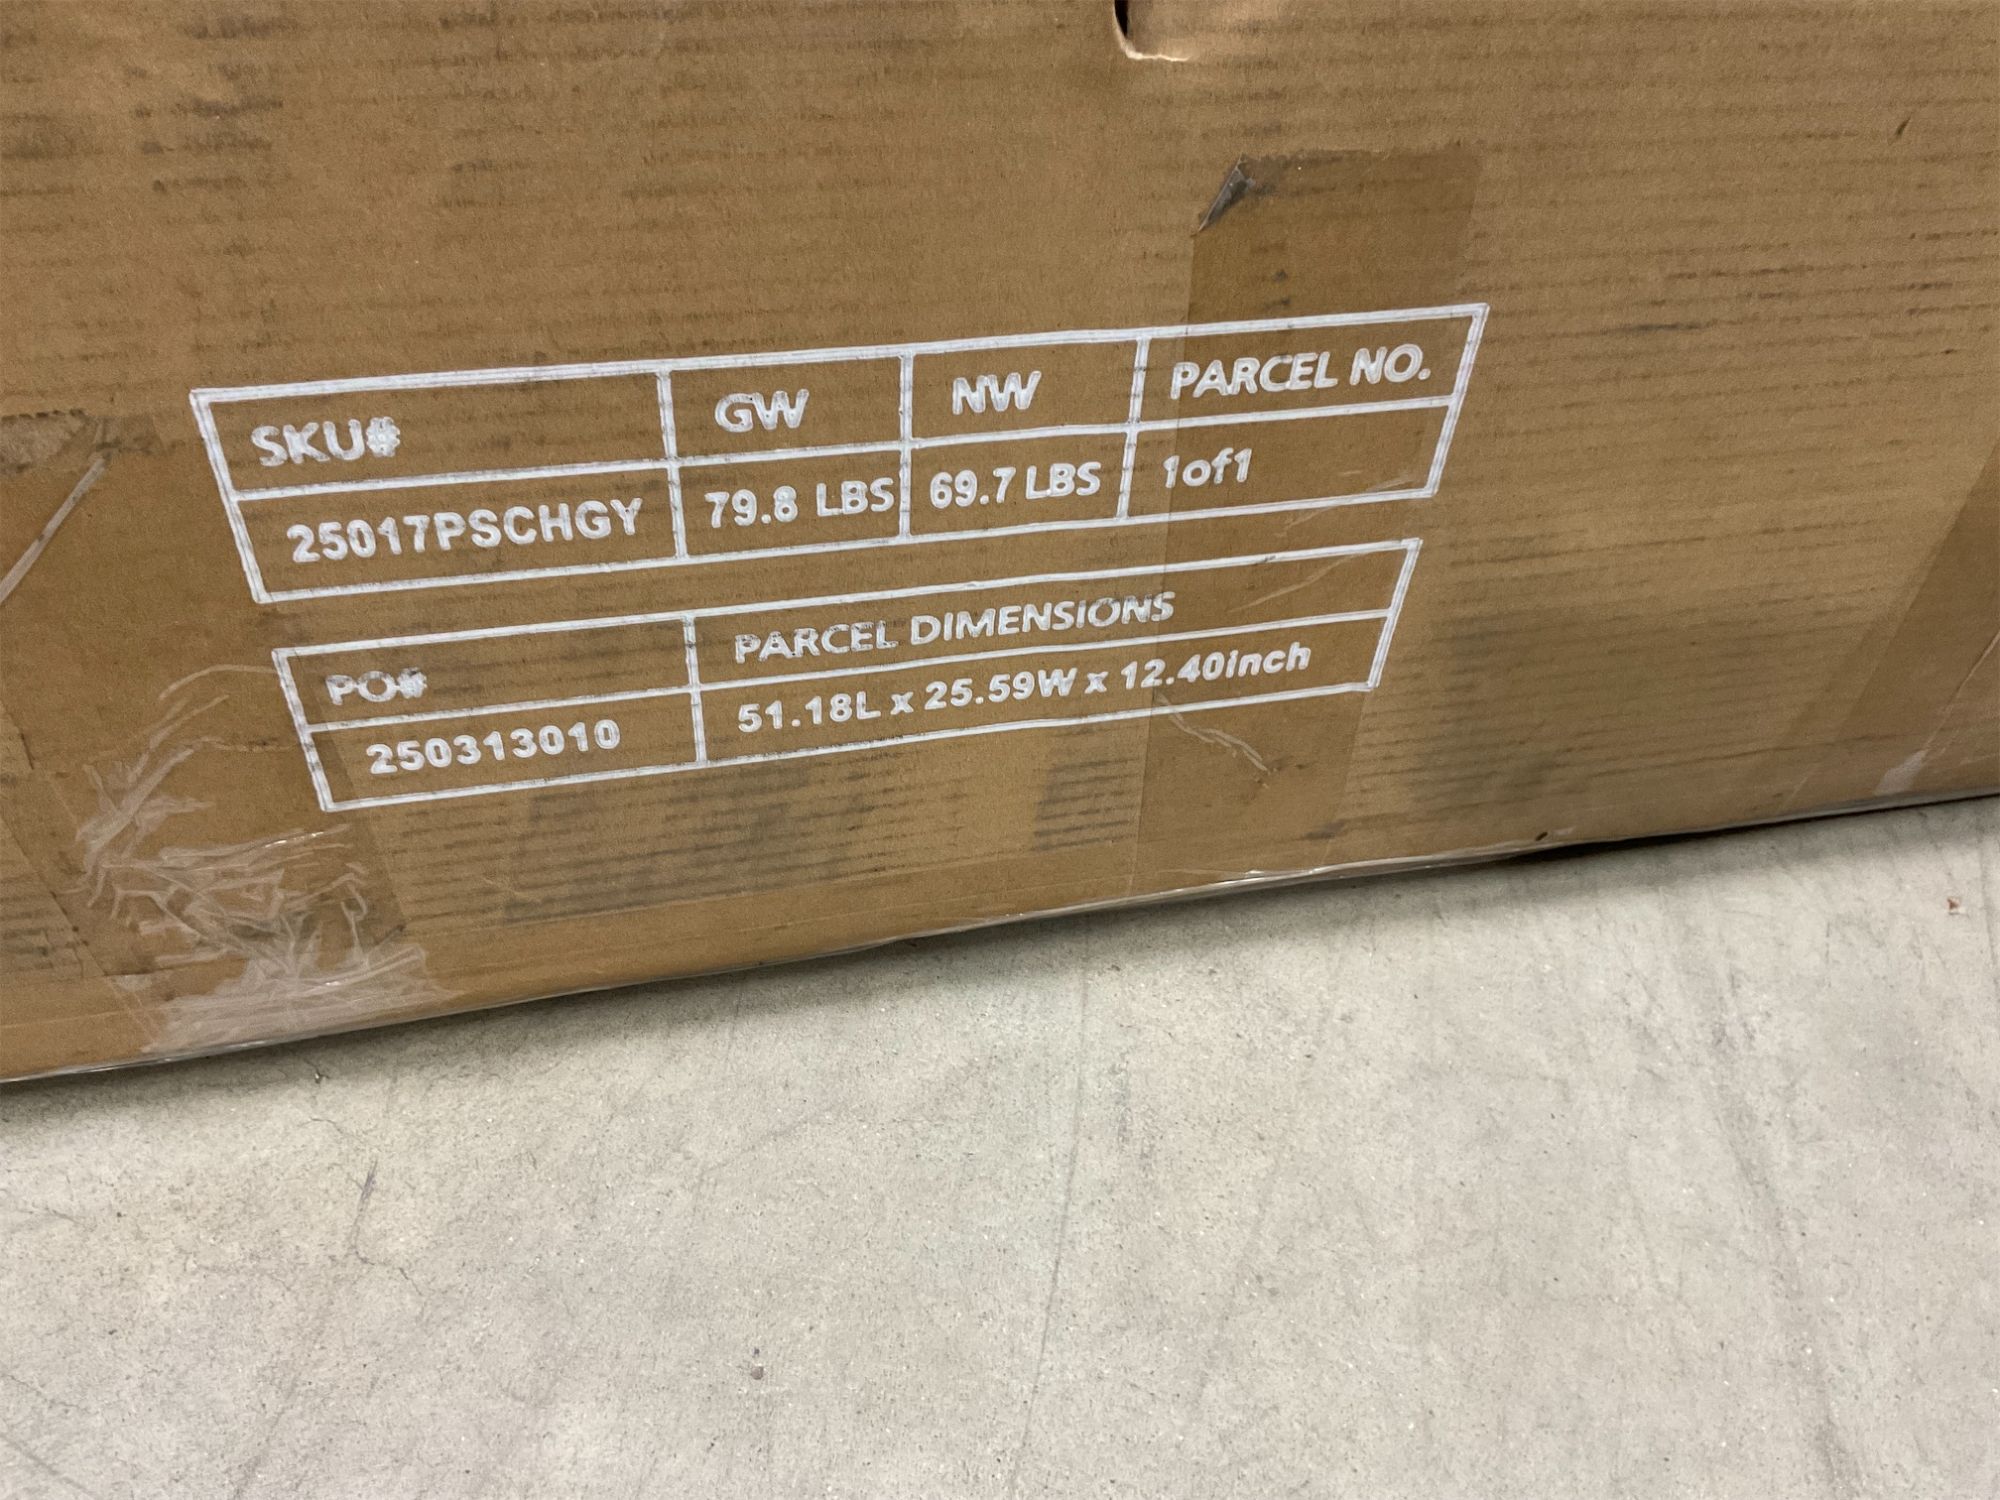 SKU# GW NW PARCEL NO.
25017PSCHGY 79.8 LBS 69.7 LBS 1of1
PO# PARCEL DIMENSIONS
250313010 51.18L x 25.59W x 12.40inch